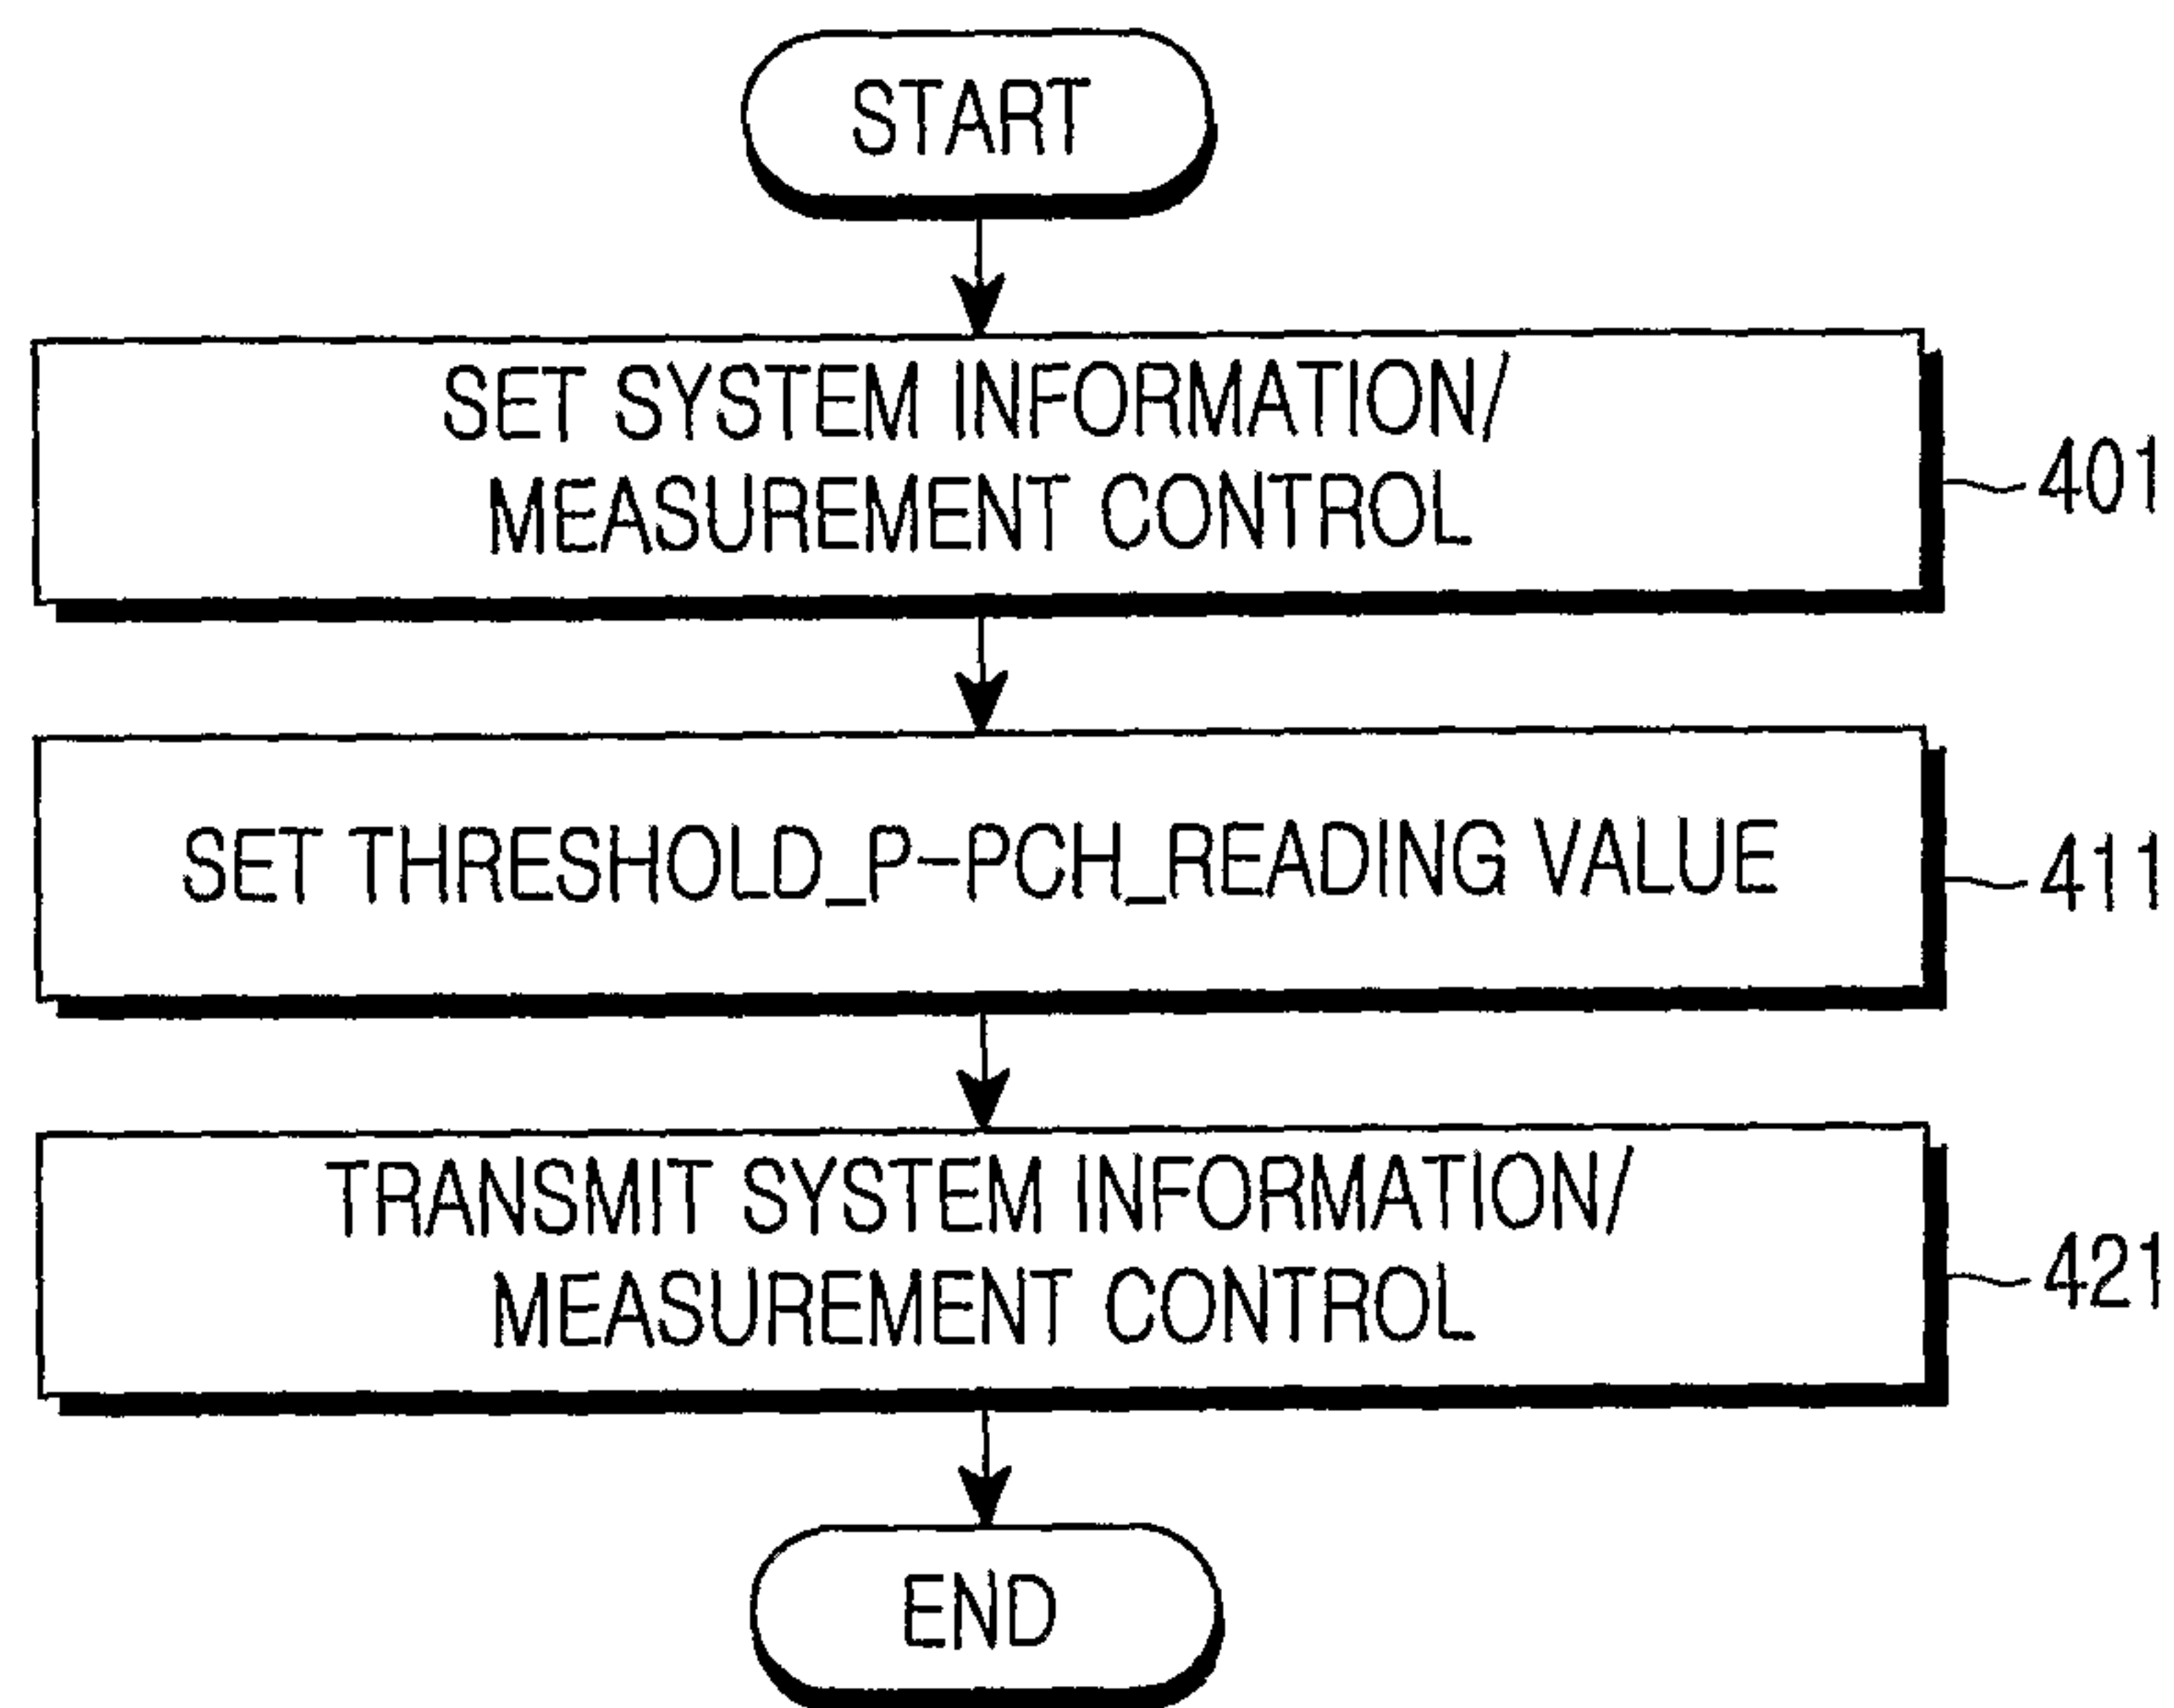 START
SET SYSTEM INFORMATION/
MEASUREMENT CONTROL
401
SET THRESHOLD_P-PCH_READING VALUE
411
TRANSMIT SYSTEM INFORMATION/
MEASUREMENT CONTROL
421
END